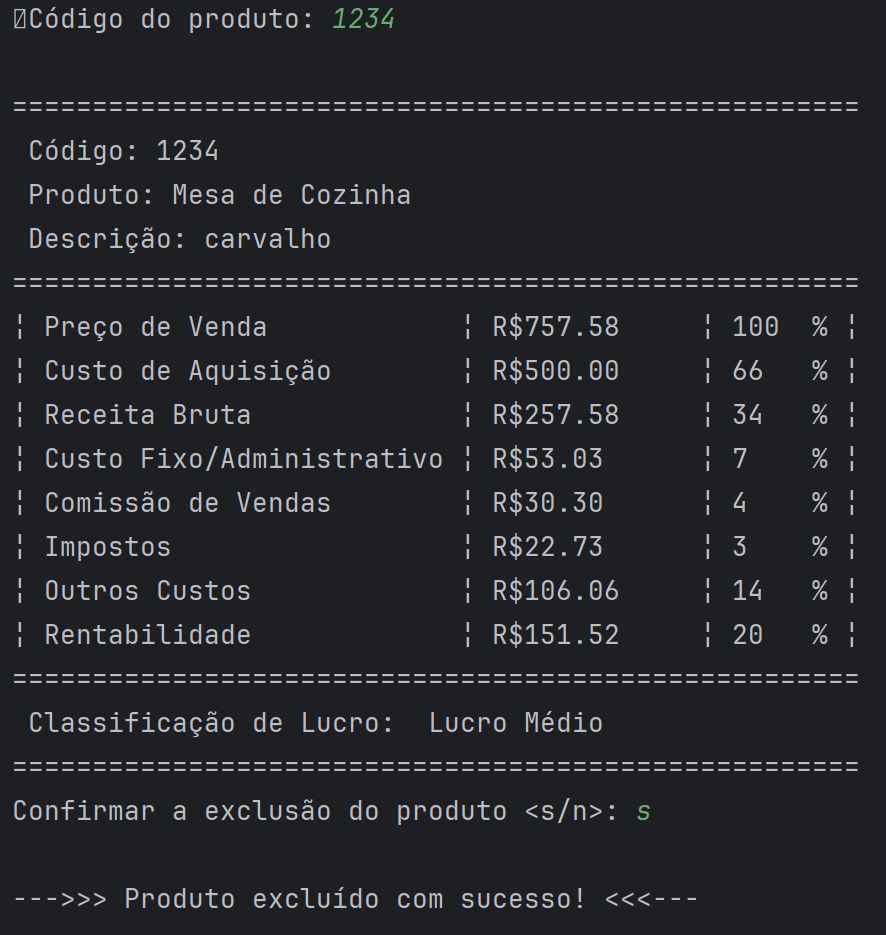 Código do produto: 1234
=====================================================
Código: 1234
Produto: Mesa de Cozinha
Descrição: carvalho
=====================================================
¦ Preço de Venda ¦ R$757.58 ¦ 100 % ¦
¦ Custo de Aquisição ¦ R$500.00 ¦ 66 % ¦
¦ Receita Bruta ¦ R$257.58 ¦ 34 % ¦
¦ Custo Fixo/Administrativo ¦ R$53.03 ¦ 7 % ¦
¦ Comissão de Vendas ¦ R$30.30 ¦ 4 % ¦
¦ Impostos ¦ R$22.73 ¦ 3 % ¦
¦ Outros Custos ¦ R$106.06 ¦ 14 % ¦
¦ Rentabilidade ¦ R$151.52 ¦ 20 % ¦
=====================================================
Classificação de Lucro: Lucro Médio
=====================================================
Confirmar a exclusão do produto <s/n>: s
--->>> Produto excluído com sucesso! <<<---